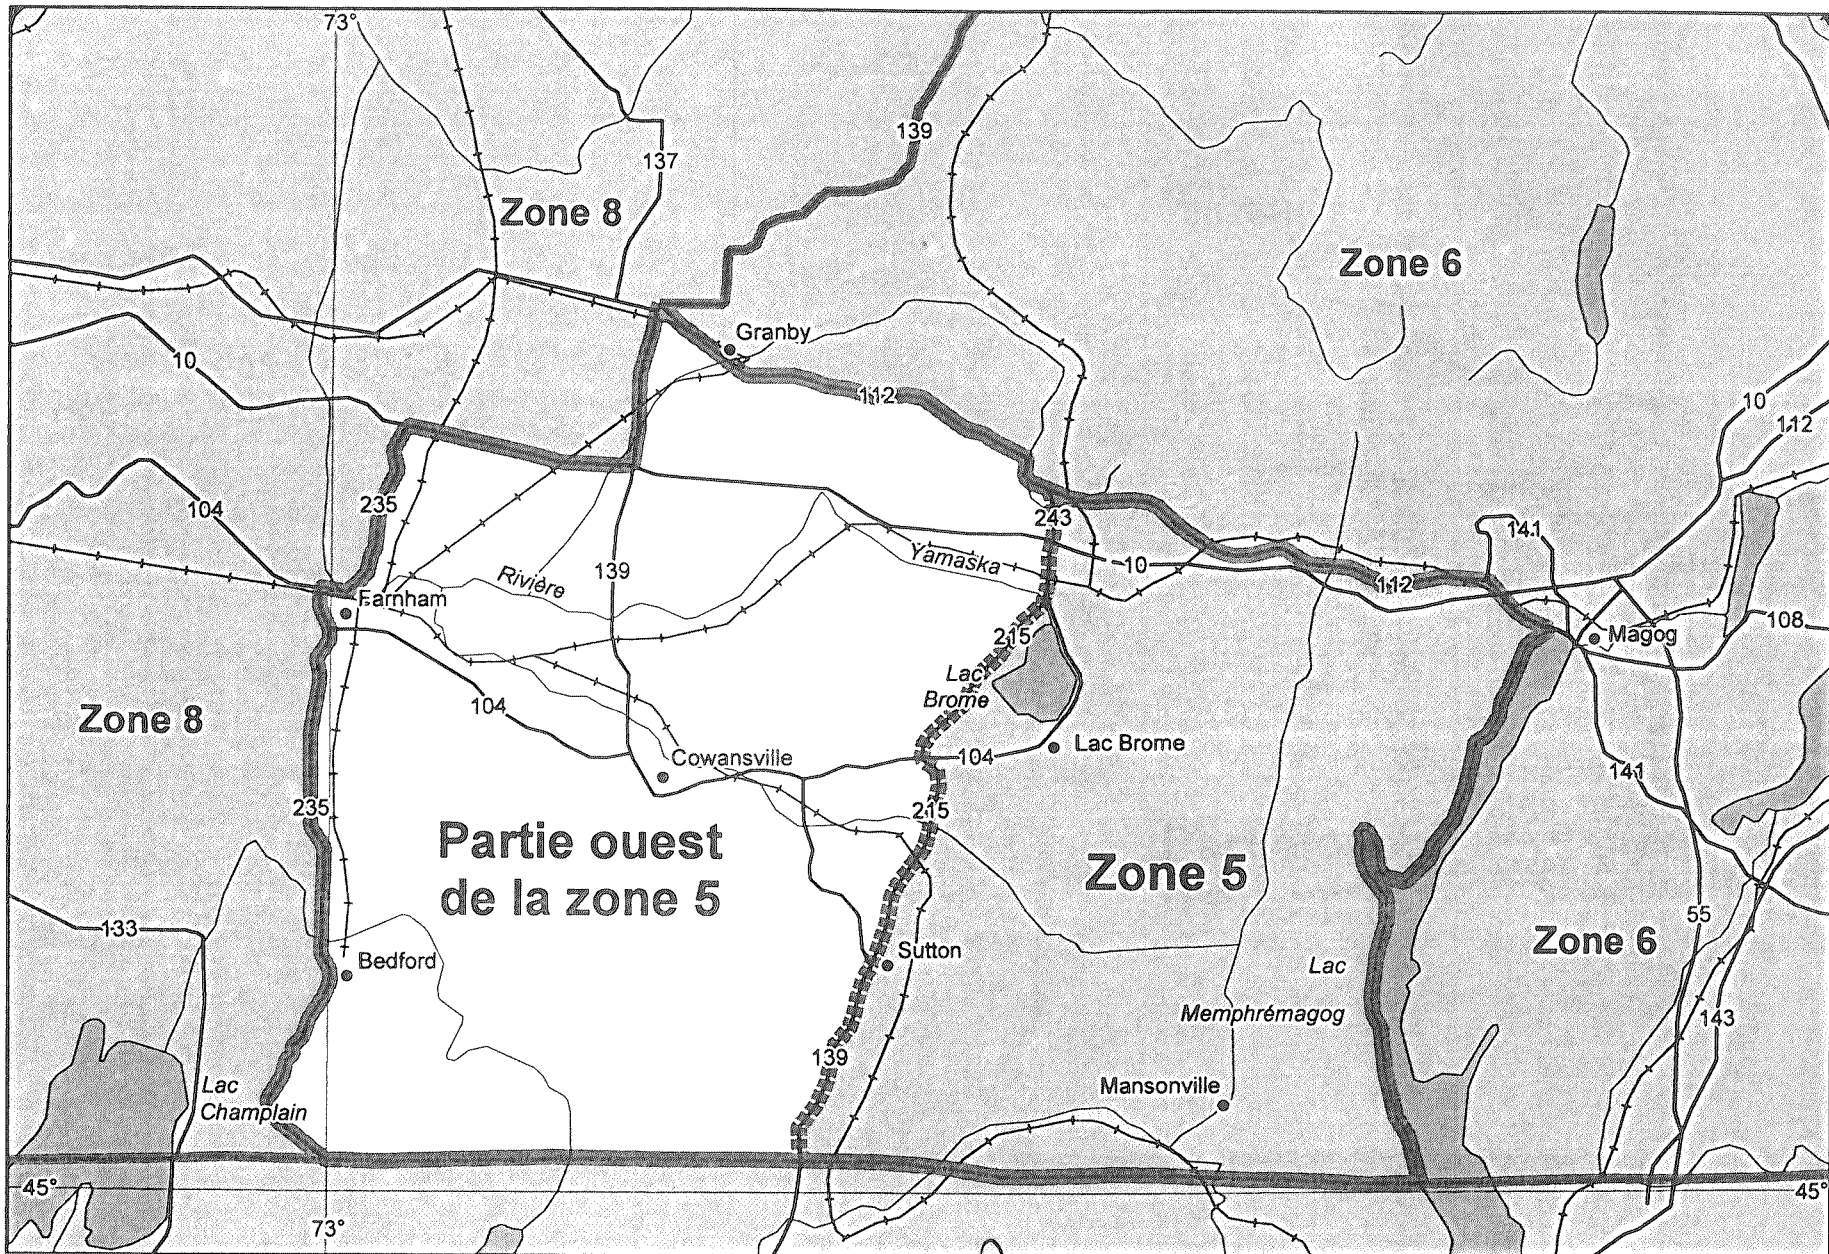 73°
139
137
Zone 8
Zone 6
Granby
10
112
10
112
104
235
243
141
Yamaska
10
Rivière
139
112
Farnham
215
Magog
108
Lac
Brome
104
Zone 8
Cowansville
104
Lac Brome
141
235
215
Partie ouest
de la zone 5
Zone 5
133
55
Zone 6
Sutton
Bedford
Lac
Memphrémagog
143
139
Lac
Champlain
Mansonville
45°
45°
73°